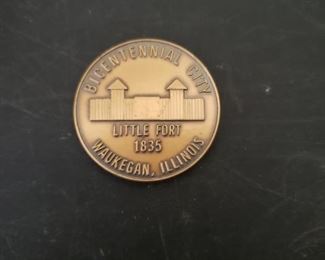 BICENTENNIAL CITY
LITTLE FORT
1835
WAUKEGAN, ILLINOIS